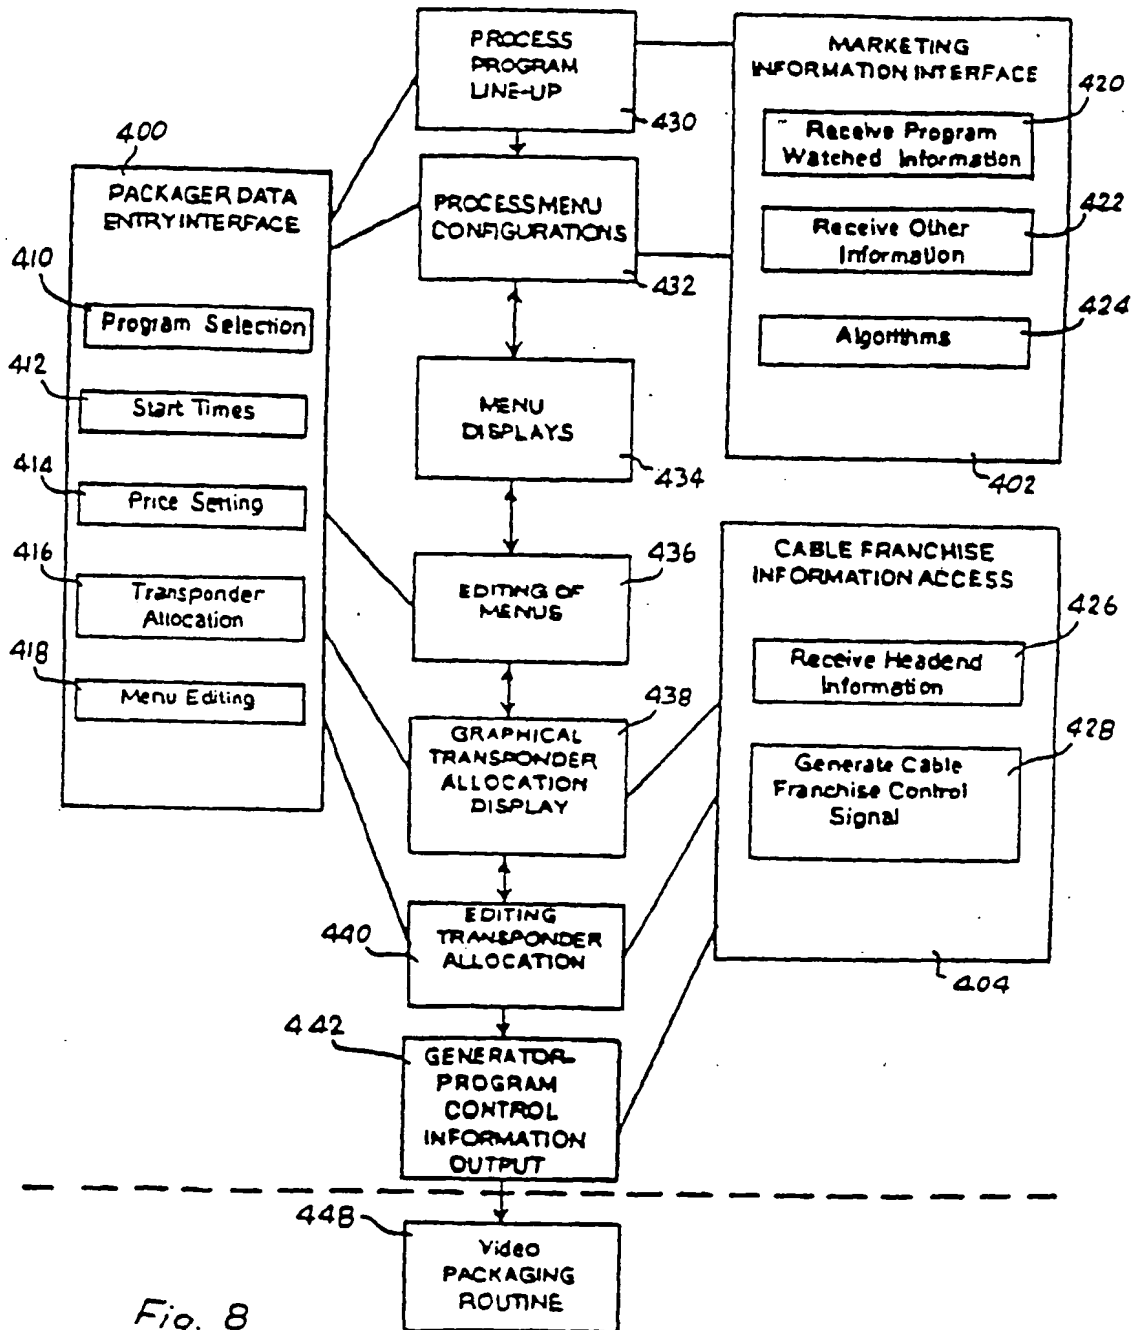 PROCESS
PROGRAM
LINE-UP
430
MARKETING
INFORMATION INTERFACE
420
Receive Program
Watched Information
422
Receive Other
Information
424
Algorithms
402
400
PACKAGER DATA
ENTRY INTERFACE
410
Program Selection
412
Start Times
414
Price Setting
416
Transponder
Allocation
418
Menu Editing
PROCESS MENU
CONFIGURATIONS
432
MENU
DISPLAYS
434
EDITING OF
MENUS
436
GRAPHICAL
TRANSPONDER
ALLOCATION
DISPLAY
438
CABLE FRANCHISE
INFORMATION ACCESS
426
Receive Headend
Information
428
Generate Cable
Franchise Control
Signal
404
440
EDITING
TRANSPONDER
ALLOCATION
442
GENERATOR-
PROGRAM
CONTROL
INFORMATION
OUTPUT
448
Video
PACKAGING
ROUTINE
Fig. 8